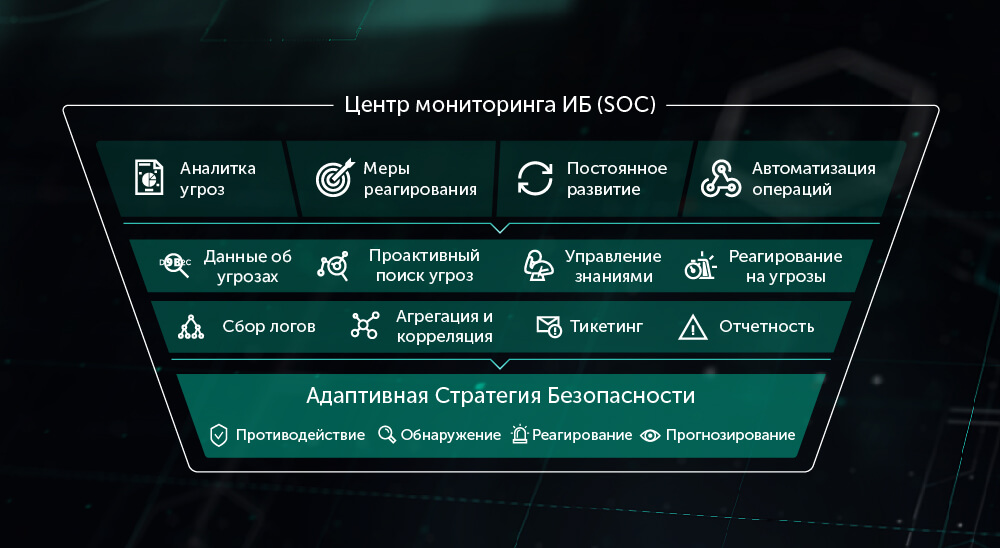 Центр мониторинга ИБ (SOC)
Аналитка
угроз
Меры
реагирования
Постоянное
развитие
Автоматизация
операций
Данные об
угрозах
Проактивный
поиск угроз
Управление
знаниями
Реагирование
на угрозы
Сбор логов
Агрегация и
корреляция
Тикетинг
Отчетность
Адаптивная Стратегия Безопасности
Противодействие
Обнаружение
Реагирование
Прогнозирование